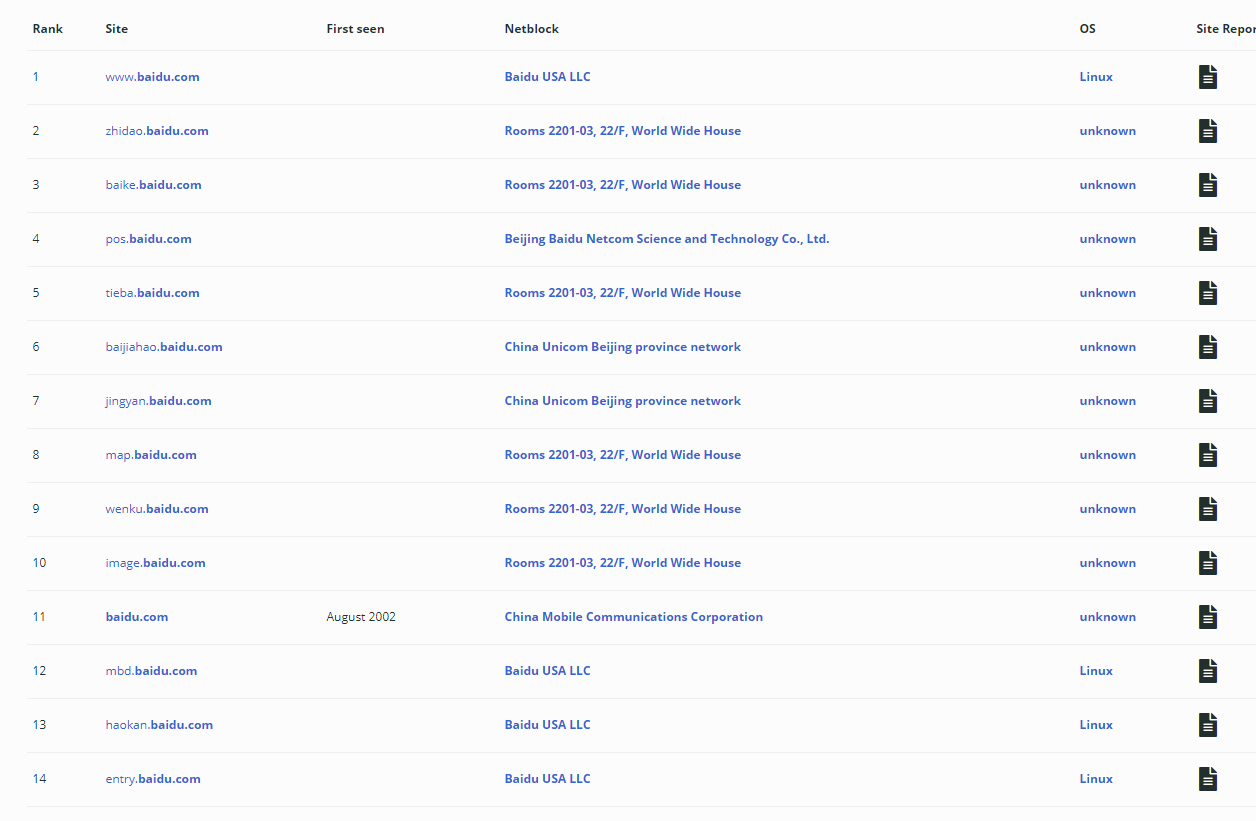 Rank Site First seen Netblock OS Site Repor
1 www.baidu.com Baidu USA LLC Linux
2 zhidao.baidu.com Rooms 2201-03, 22/F, World Wide House unknown
3 baike.baidu.com Rooms 2201-03, 22/F, World Wide House unknown
4 pos.baidu.com Beijing Baidu Netcom Science and Technology Co., Ltd. unknown
5 tieba.baidu.com Rooms 2201-03, 22/F, World Wide House unknown
6 baijiahao.baidu.com China Unicom Beijing province network unknown
7 jingyan.baidu.com China Unicom Beijing province network unknown
8 map.baidu.com Rooms 2201-03, 22/F, World Wide House unknown
9 wenku.baidu.com Rooms 2201-03, 22/F, World Wide House unknown
10 image.baidu.com Rooms 2201-03, 22/F, World Wide House unknown
11 baidu.com August 2002 China Mobile Communications Corporation unknown
12 mbd.baidu.com Baidu USA LLC Linux
13 haokan.baidu.com Baidu USA LLC Linux
14 entry.baidu.com Baidu USA LLC Linux